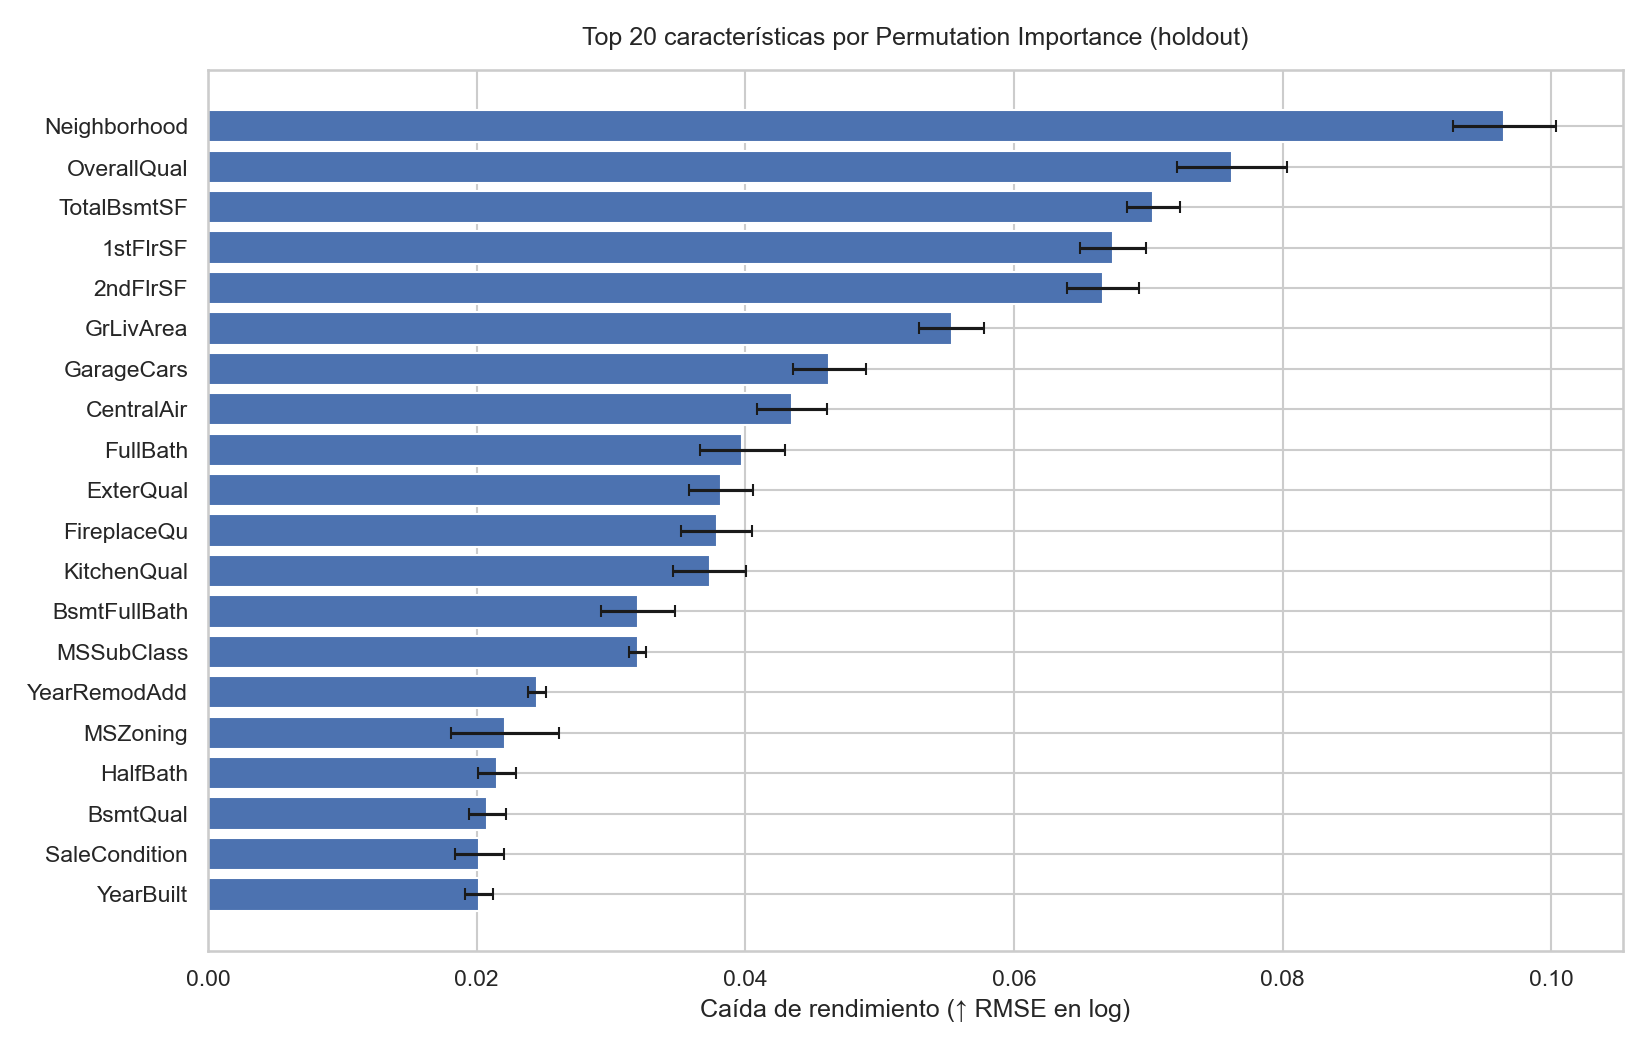 Top 20 características por Permutation Importance (holdout)
Neighborhood
OverallQual
TotalBsmtSF
1stFlrSF
2ndFlrSF
GrLivArea
GarageCars
CentralAir
FullBath
ExterQual
FireplaceQu
KitchenQual
BsmtFullBath
MSSubClass
YearRemodAdd
MSZoning
HalfBath
BsmtQual
SaleCondition
YearBuilt
0.00 0.02 0.04 0.06 0.08 0.10
Caída de rendimiento (↑ RMSE en log)